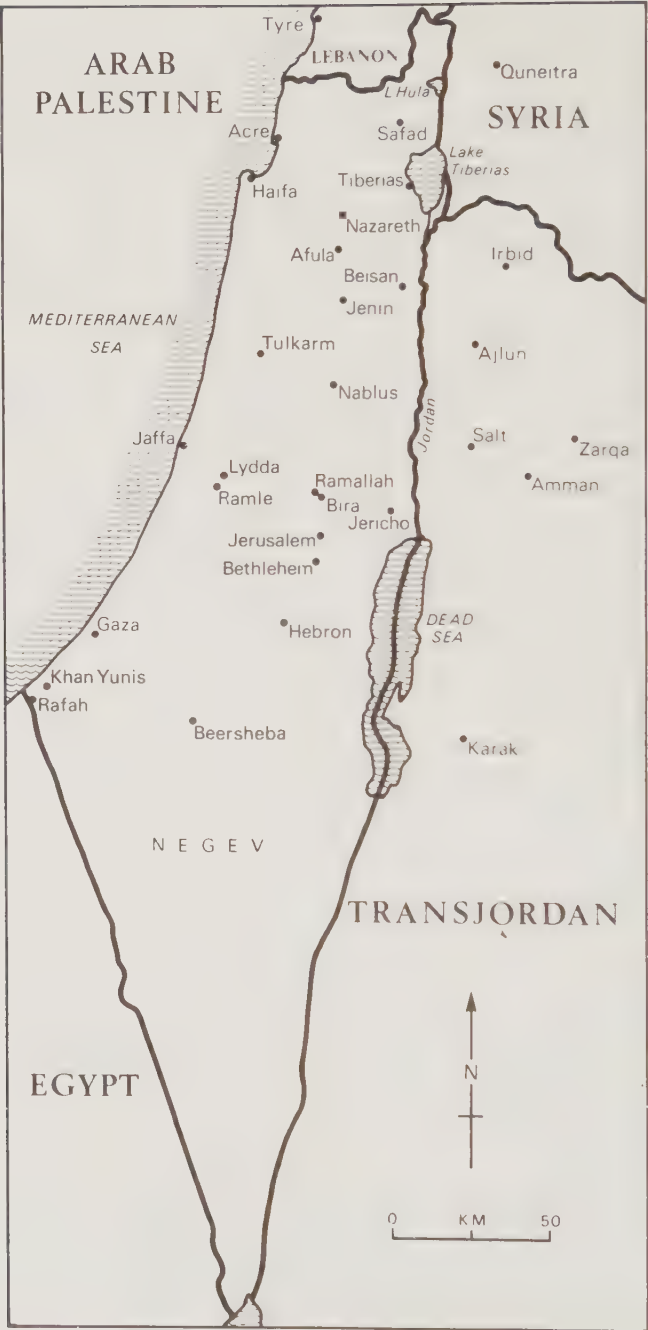 Tyre
LEBANON
ARAB
PALESTINE
Quneitra
L Hula
SYRIA
Acre
Safad
Lake
Tiberias
Haifa
Tiberias
Nazareth
Afula
Irbid
Beisan
Jenin
MEDITERRANEAN
SEA
Tulkarm
Ajlun
Nablus
Jordan
Jaffa
Salt
Zarqa
Lydda
Amman
Ramle
Ramallah
Bira
Jericho
Jerusalem
Bethlehem
Gaza
Hebron
DEAD
SEA
Khan Yunis
Rafah
Beersheba
Karak
NEGEV
TRANSJORDAN
EGYPT
N
0 KM 50